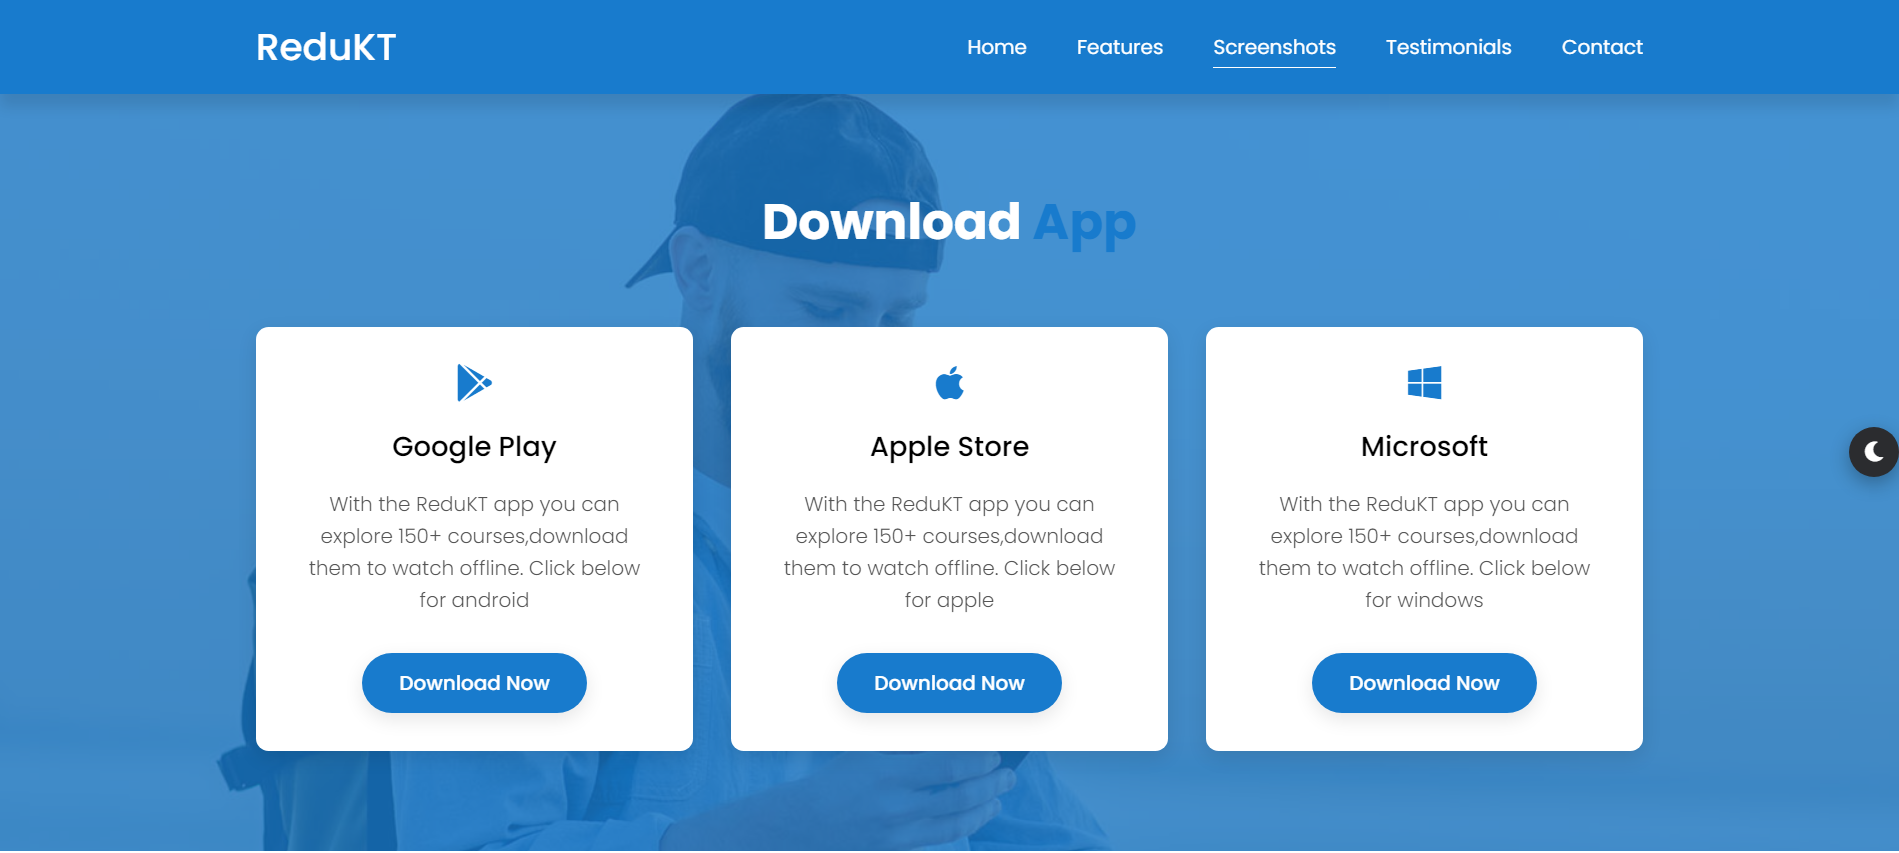 ReduKT
Home Features Screenshots Testimonials Contact
Download App
Google Play
With the ReduKT app you can
explore 150+ courses,download
them to watch offline. Click below
for android
Download Now
Apple Store
With the ReduKT app you can
explore 150+ courses,download
them to watch offline. Click below
for apple
Download Now
Microsoft
With the ReduKT app you can
explore 150+ courses,download
them to watch offline. Click below
for windows
Download Now